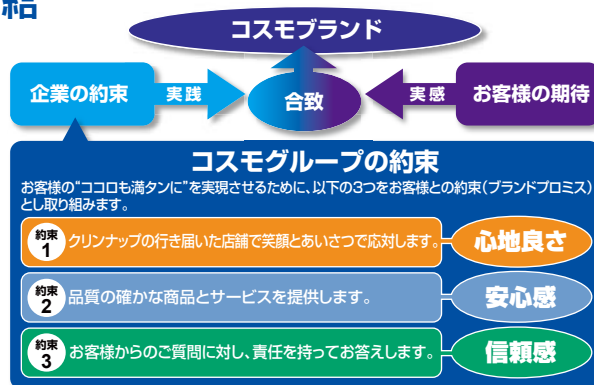 給
コスモブランド
企業の約束 実践 合致 実感 お客様の期待
コスモグループの約束
お客様の“ココロも満タンに”を実現させるために、以下の3つをお客様との約束(ブランドプロミス)
とし取り組みます。
約束1 クリンナップの行き届いた店舗で笑顔とあいさつで応対します。 心地良さ
約束2 品質の確かな商品とサービスを提供します。 安心感
約束3 お客様からのご質問に対し、責任を持ってお答えします。 信頼感